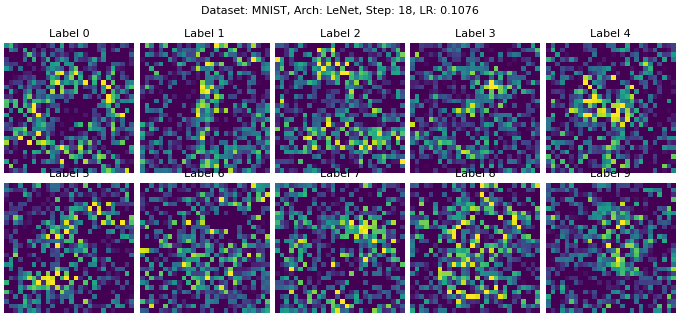 Dataset: MNIST, Arch: LeNet, Step: 18, LR: 0.1076
Label 0 Label 1 Label 2 Label 3 Label 4
Label 5 Label 6 Label 7 Label 8 Label 9